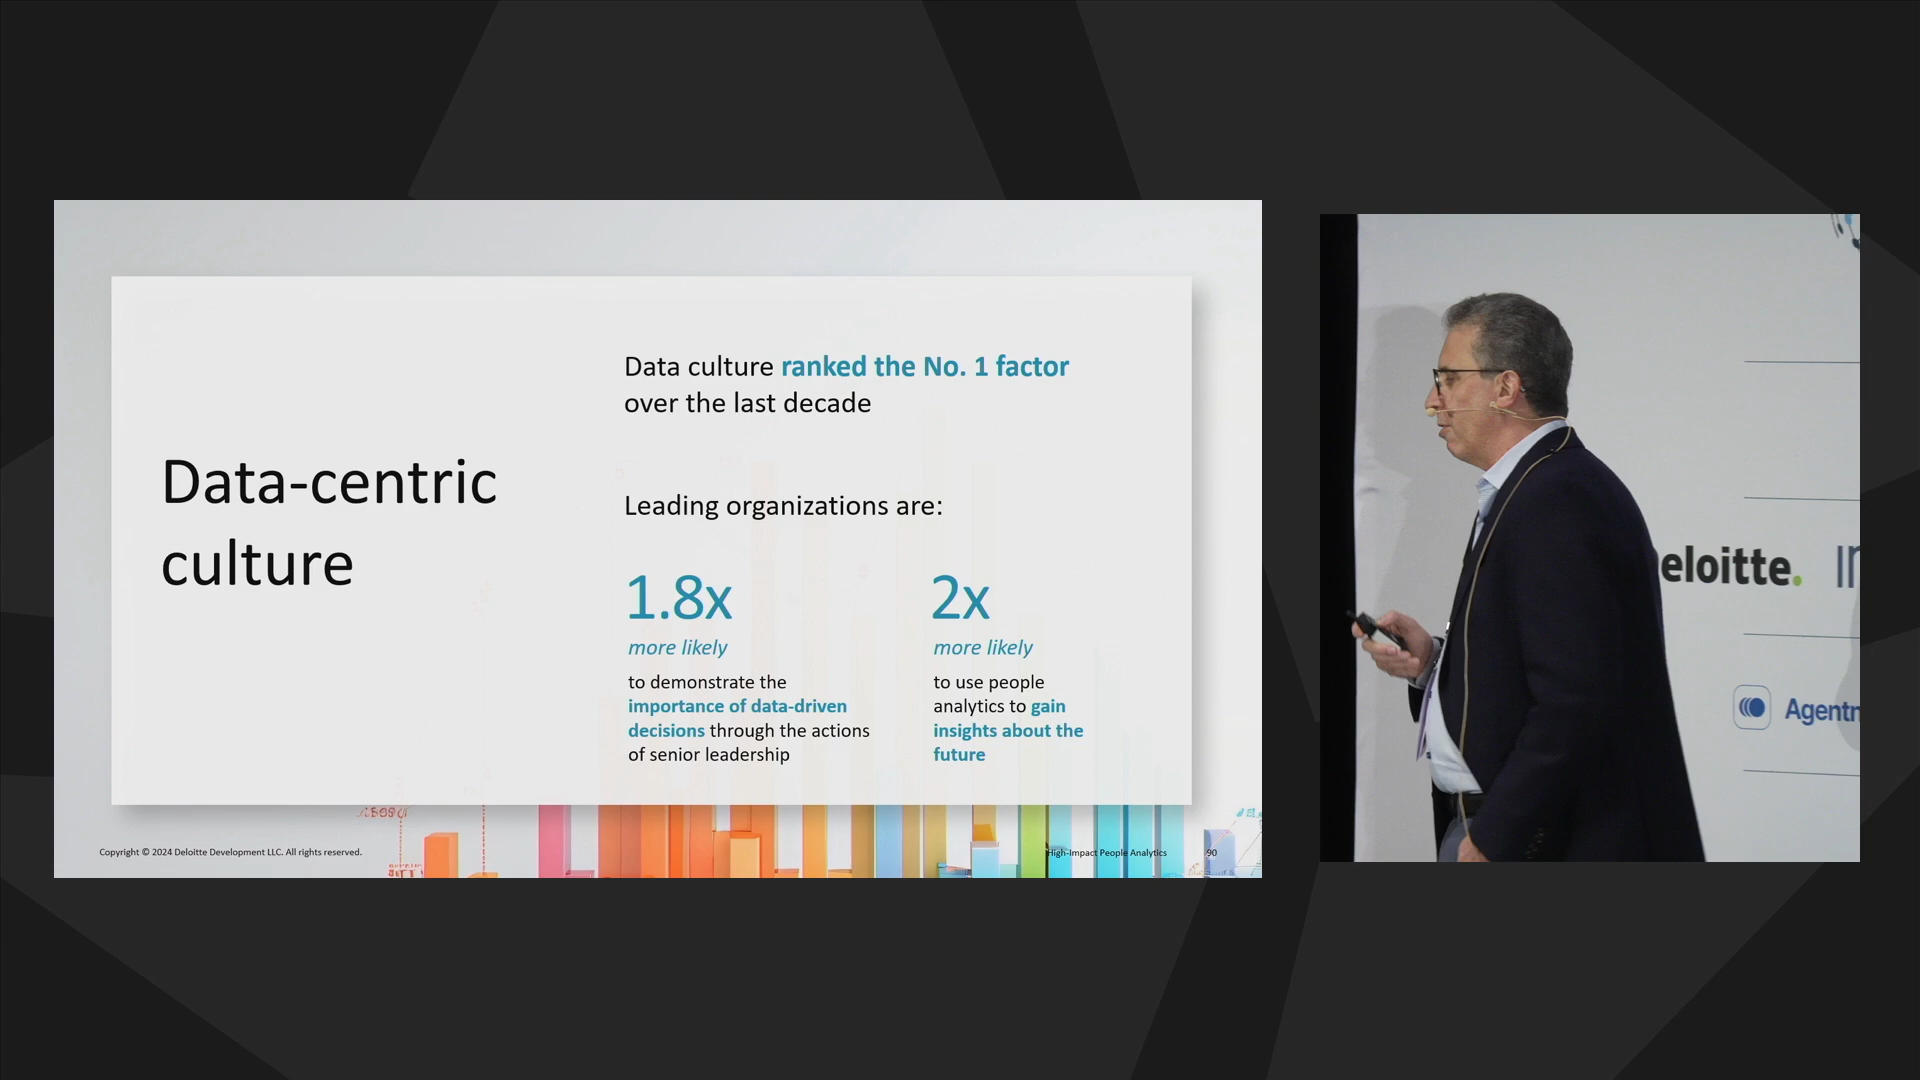 Data-centric
culture
Data culture ranked the No. 1 factor
over the last decade
Leading organizations are:
1.8x
more likely
to demonstrate the
importance of data-driven
decisions through the actions
of senior leadership
2x
more likely
to use people
analytics to gain
insights about the
future
Copyright © 2024 Deloitte Development LLC. All rights reserved.
High-Impact People Analytics
90
eloitte.
Agent